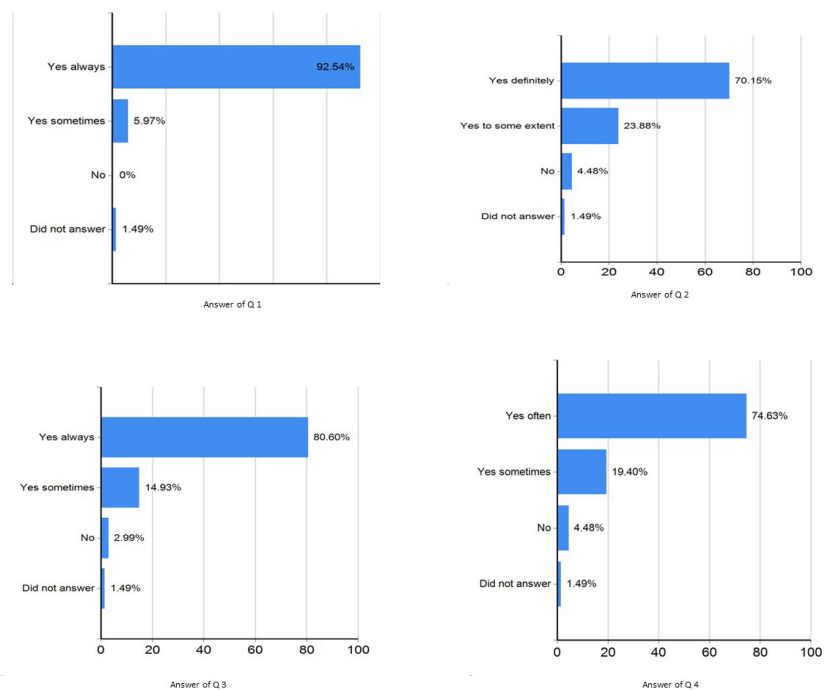 Yes always 92.54%
Yes sometimes 5.97%
No 0%
Did not answer 1.49%
Answer of Q 1
Yes definitely 70.15%
Yes to some extent 23.88%
No 4.48%
Did not answer 1.49%
0 20 40 60 80 100
Answer of Q 2
Yes always 80.60%
Yes sometimes 14.93%
No 2.99%
Did not answer 1.49%
0 20 40 60 80 100
Answer of Q 3
Yes often 74.63%
Yes sometimes 19.40%
No 4.48%
Did not answer 1.49%
0 20 40 60 80 100
Answer of Q 4